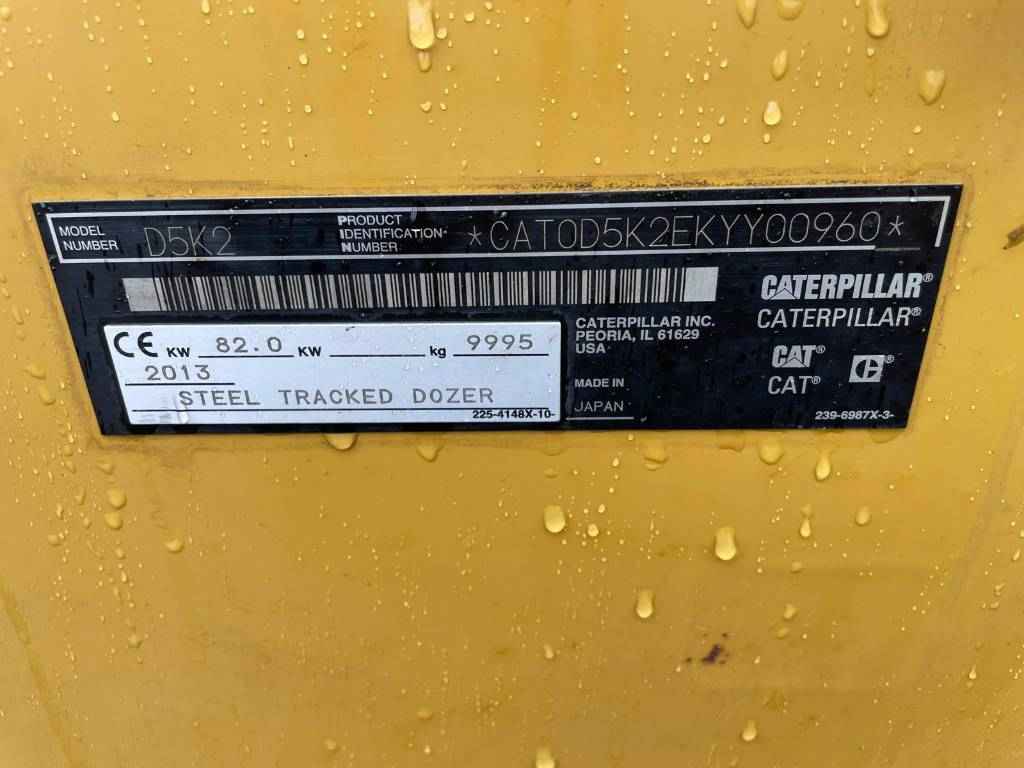 MODEL NUMBER D5K2 PRODUCT IDENTIFICATION NUMBER *CAT0D5K2EKYY00960*
CATERPILLAR®
CATERPILLAR®
CATERPILLAR INC.
PEORIA, IL 61629
USA
CE KW 82.0 KW kg 9995
2013
STEEL TRACKED DOZER
225-4148X-10-
MADE IN
JAPAN
CAT®
CAT®
C®
239-6987X-3-